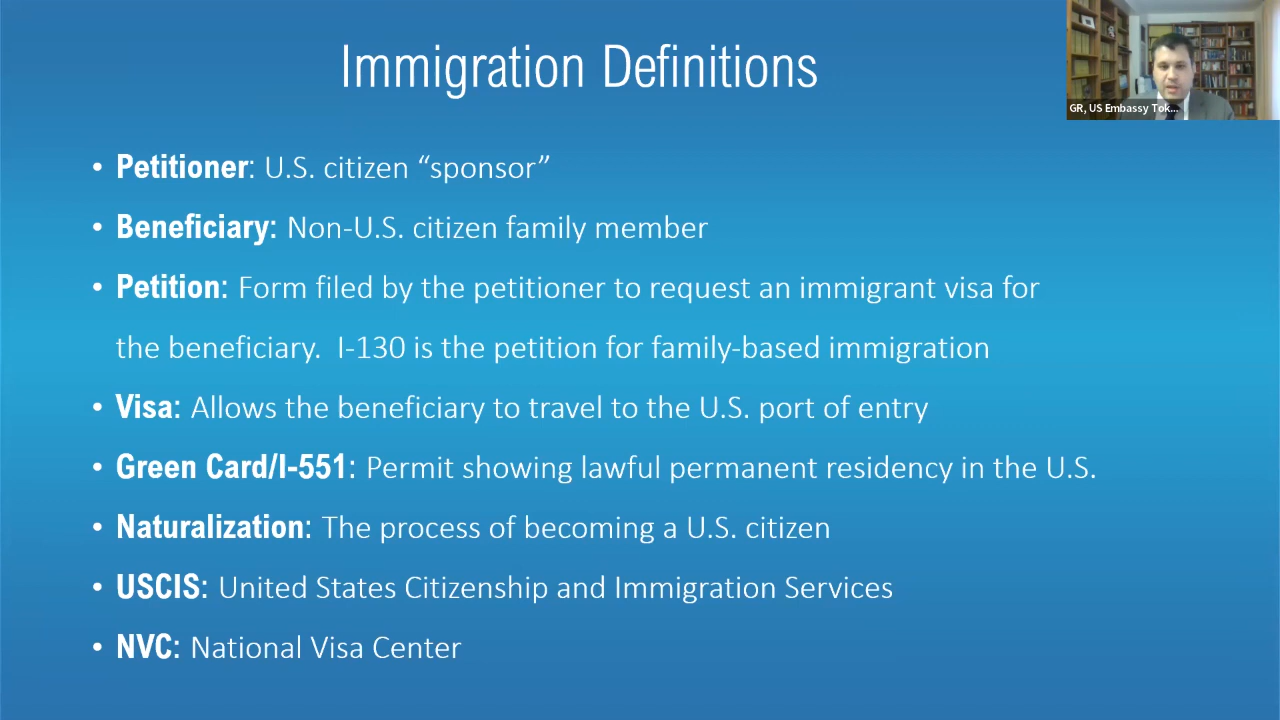 Immigration Definitions
GR, US Embassy Tok...
• Petitioner: U.S. citizen “sponsor”
• Beneficiary: Non-U.S. citizen family member
• Petition: Form filed by the petitioner to request an immigrant visa for
the beneficiary.  I-130 is the petition for family-based immigration
• Visa: Allows the beneficiary to travel to the U.S. port of entry
• Green Card/I-551: Permit showing lawful permanent residency in the U.S.
• Naturalization: The process of becoming a U.S. citizen
• USCIS: United States Citizenship and Immigration Services
• NVC: National Visa Center